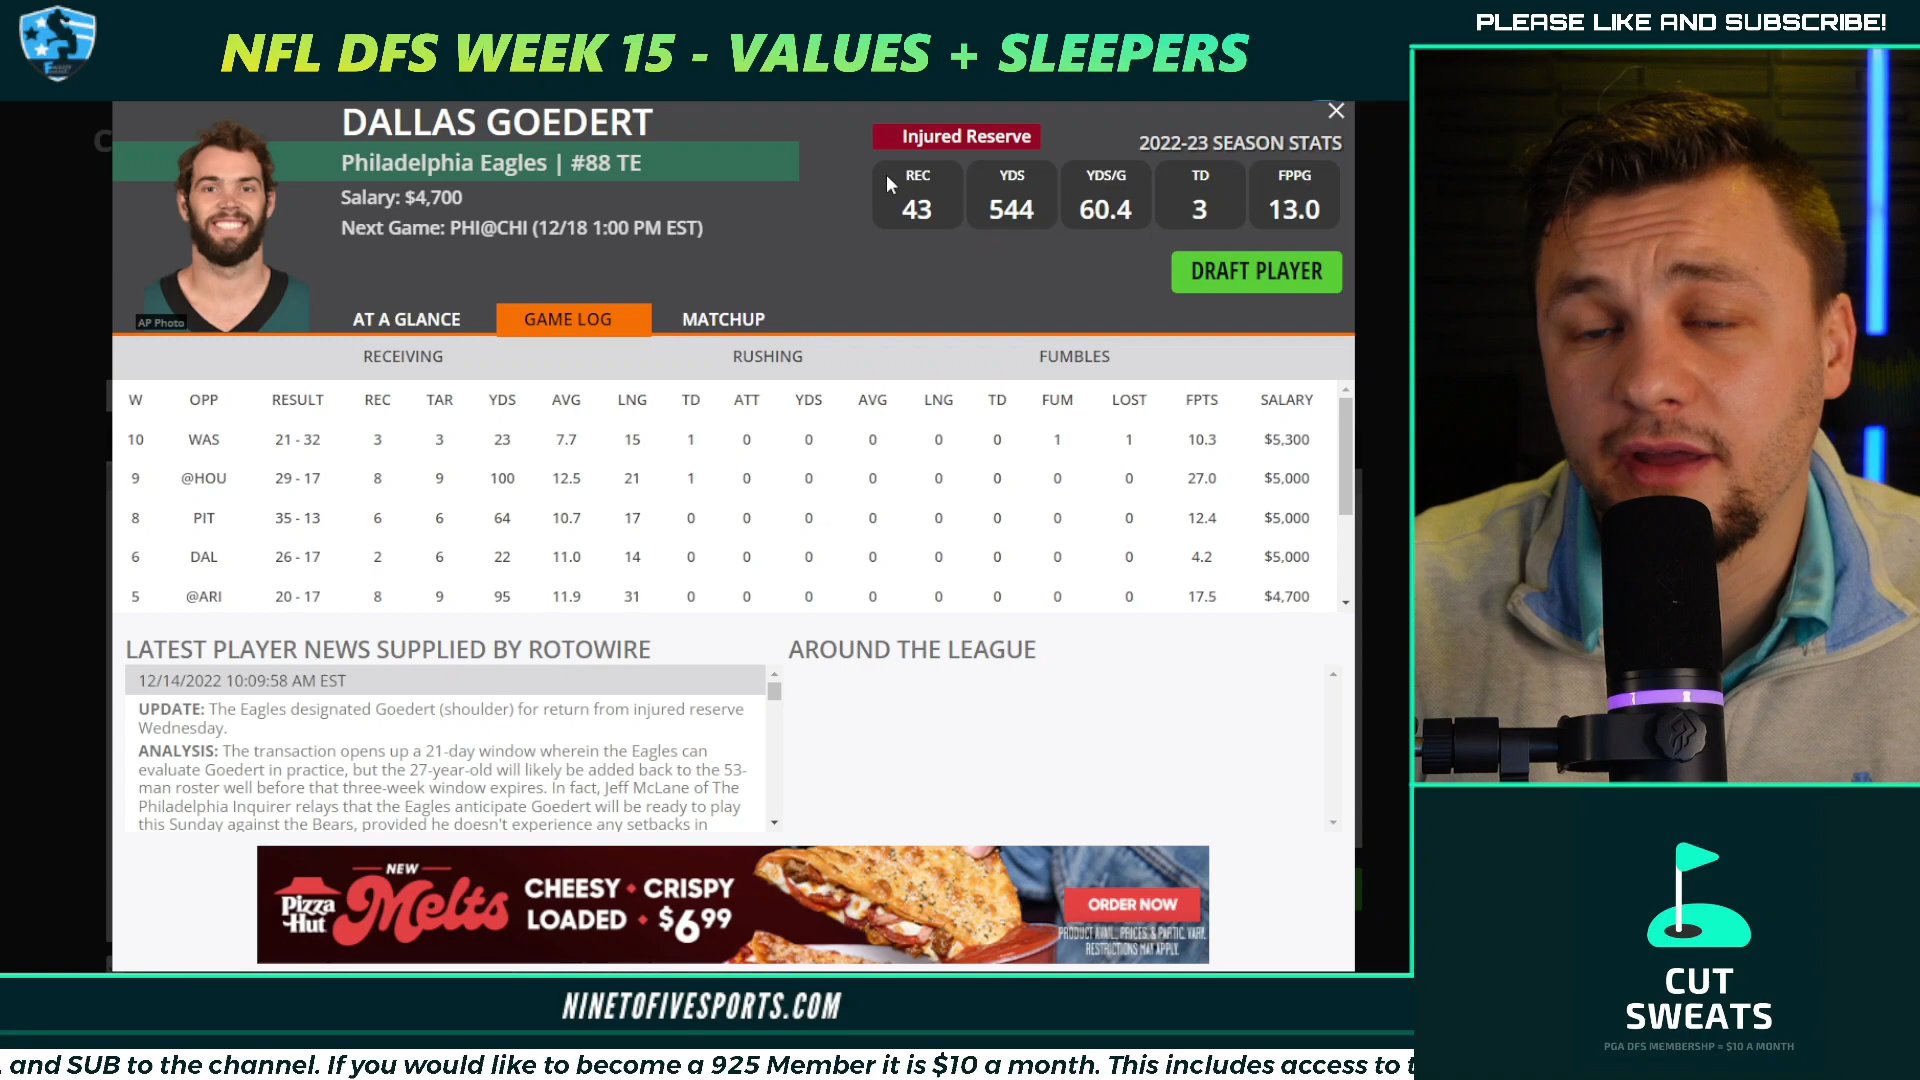 PLEASE LIKE AND SUBSCRIBE!
NFL DFS WEEK 15 - VALUES + SLEEPERS
DALLAS GOEDERT
Philadelphia Eagles | #88 TE
Salary: $4,700
Next Game: PHI@CHI (12/18 1:00 PM EST)
AP Photo
Injured Reserve
2022-23 SEASON STATS
REC YDS YDS/G TD FPPG
43 544 60.4 3 13.0
DRAFT PLAYER
AT A GLANCE GAME LOG MATCHUP
RECEIVING RUSHING FUMBLES
W OPP RESULT REC TAR YDS AVG LNG TD ATT YDS AVG LNG TD FUM LOST FPTS SALARY
10 WAS 21 - 32 3 3 23 7.7 15 1 0 0 0 0 0 1 1 10.3 $5,300
9 @HOU 29 - 17 8 9 100 12.5 21 1 0 0 0 0 0 0 0 27.0 $5,000
8 PIT 35 - 13 6 6 64 10.7 17 0 0 0 0 0 0 0 0 12.4 $5,000
6 DAL 26 - 17 2 6 22 11.0 14 0 0 0 0 0 0 0 0 4.2 $5,000
5 @ARI 20 - 17 8 9 95 11.9 31 0 0 0 0 0 0 0 0 17.5 $4,700
LATEST PLAYER NEWS SUPPLIED BY ROTOWIRE
AROUND THE LEAGUE
12/14/2022 10:09:58 AM EST
UPDATE: The Eagles designated Goedert (shoulder) for return from injured reserve
Wednesday.
ANALYSIS: The transaction opens up a 21-day window wherein the Eagles can
evaluate Goedert in practice, but the 27-year-old will likely be added back to the 53-
man roster well before that three-week window expires. In fact, Jeff McLane of The
Philadelphia Inquirer relays that the Eagles anticipate Goedert will be ready to play
this Sunday against the Bears, provided he doesn't experience any setbacks in
Pizza Hut
NEW
Melts
CHEESY • CRISPY
LOADED • $6.99
ORDER NOW
PRODUCT AVAIL., PRICES, & PARTIC. VARY.
RESTRICTIONS MAY APPLY.
NINETOFIVESPORTS.COM
CUT
SWEATS
PGA DFS MEMBERSHP = $10 A MONTH
and SUB to the channel. If you would like to become a 925 Member it is $10 a month. This includes access to t